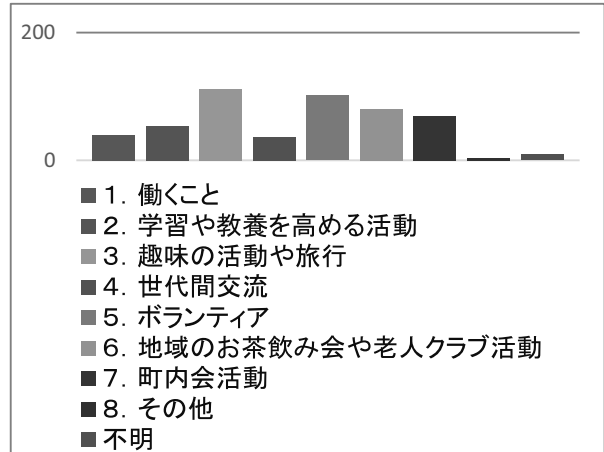 200
0
1. 働くこと
2. 学習や教養を高める活動
3. 趣味の活動や旅行
4. 世代間交流
5. ボランティア
6. 地域のお茶飲み会や老人クラブ活動
7. 町内会活動
8. その他
不明